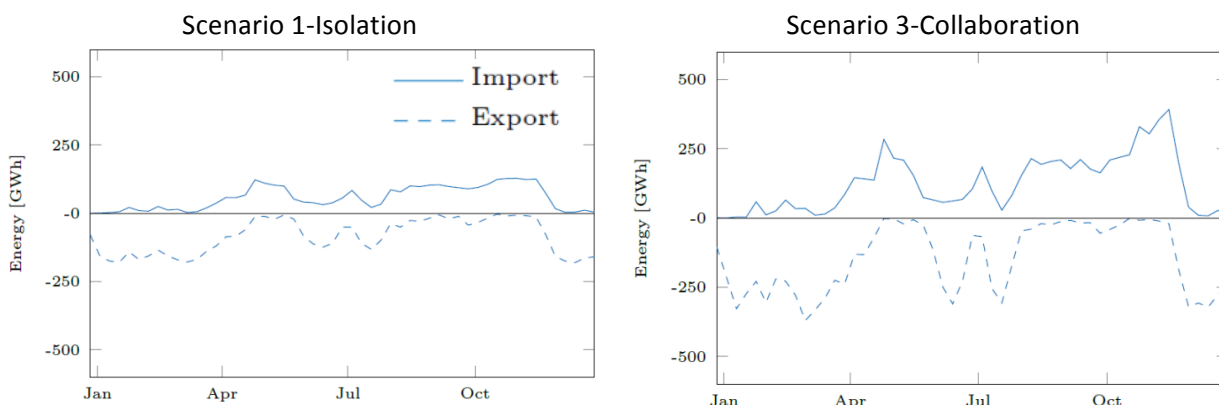 Scenario 1-Isolation
Scenario 3-Collaboration
Energy [GWh]
500
250
-0
-250
-500
Import
Export
Jan
Apr
Jul
Oct
Energy [GWh]
500
250
-0
-250
-500
Jan
Apr
Jul
Oct